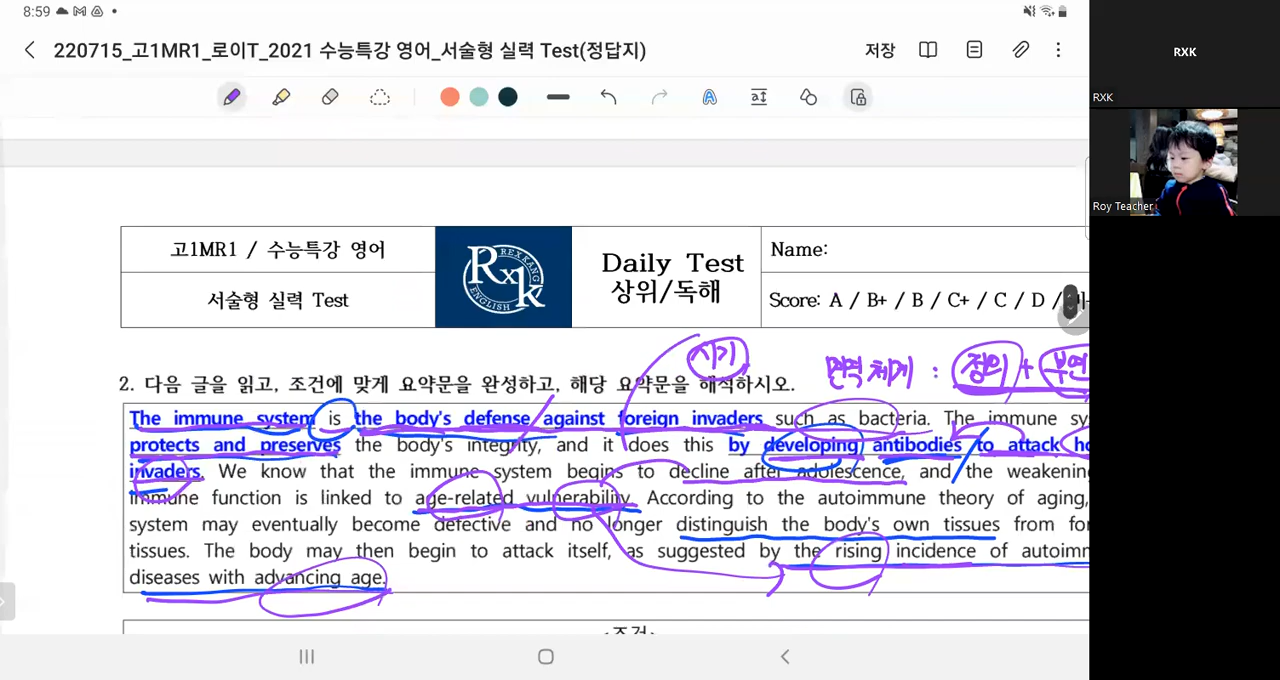 8:59
220715_고1MR1_로이T_2021 수능특강 영어_서술형 실력 Test(정답지)
저장
RXK
RXK
Roy Teacher
고1MR1 / 수능특강 영어
서술형 실력 Test
RXK
REXKANG
ENGLISH
Daily Test
상위/독해
Name:
Score: A / B+ / B / C+ / C / D /
시기
면역 체계 : 정의 + 부연
2. 다음 글을 읽고, 조건에 맞게 요약문을 완성하고, 해당 요약문을 해석하시오.
The immune system is the body's defense against foreign invaders such as bacteria. The immune sy
protects and preserves the body's integrity, and it does this by developing antibodies to attack ho
invaders. We know that the immune system begins to decline after adolescence, and the weakenin
immune function is linked to age-related vulnerability. According to the autoimmune theory of aging,
system may eventually become defective and no longer distinguish the body's own tissues from fo
tissues. The body may then begin to attack itself, as suggested by the rising incidence of autoim
diseases with advancing age.
<조건>